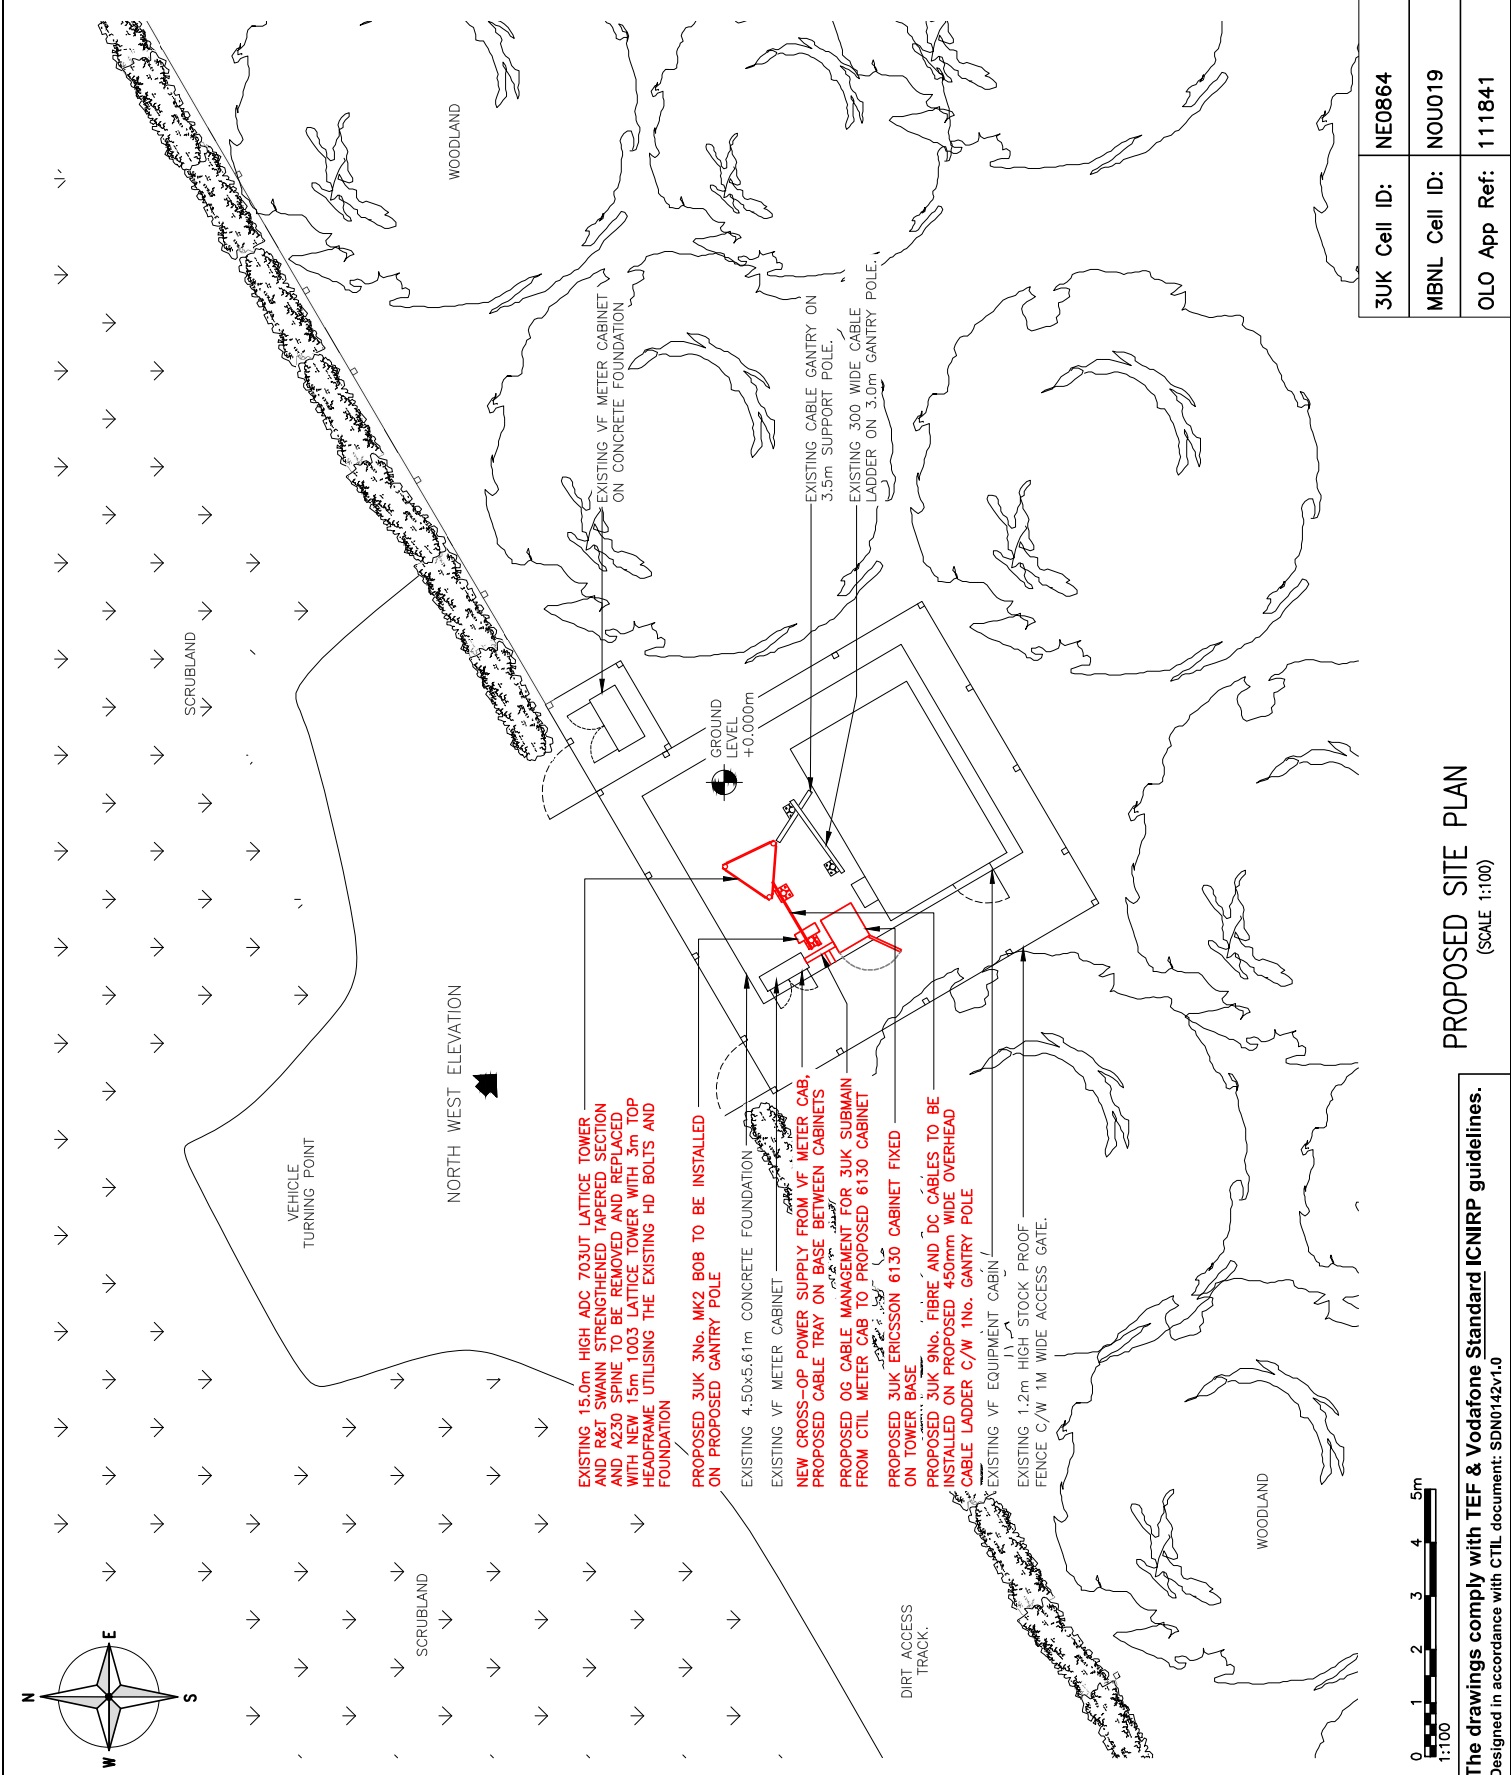 N
E
S
W
SCRUBLAND
SCRUBLAND
WOODLAND
WOODLAND
VEHICLE
TURNING POINT
NORTH WEST ELEVATION
DIRT ACCESS
TRACK.
GROUND
LEVEL
+0.000m
EXISTING VF METER CABINET
ON CONCRETE FOUNDATION
EXISTING CABLE GANTRY ON
3.5m SUPPORT POLE.
EXISTING 300 WIDE CABLE
LADDER ON 3.0m GANTRY POLE.
EXISTING 15.0m HIGH ADC 703UT LATTICE TOWER
AND R&T SWANN STRENGTHENED TAPERED SECTION
AND A230 SPINE TO BE REMOVED AND REPLACED
WITH NEW 15m 1003 LATTICE TOWER WITH 3m TOP
HEADFRAME UTILISING THE EXISTING HD BOLTS AND
FOUNDATION
PROPOSED 3UK 3No. MK2 BOB TO BE INSTALLED
ON PROPOSED GANTRY POLE
EXISTING 4.50x5.61m CONCRETE FOUNDATION
EXISTING VF METER CABINET
NEW CROSS-OP POWER SUPPLY FROM VF METER CAB,
PROPOSED CABLE TRAY ON BASE BETWEEN CABINETS
PROPOSED OG CABLE MANAGEMENT FOR 3UK SUBMAIN
FROM CTIL METER CAB TO PROPOSED 6130 CABINET
PROPOSED 3UK ERICSSON 6130 CABINET FIXED
ON TOWER BASE
PROPOSED 3UK 9No. FIBRE AND DC CABLES TO BE
INSTALLED ON PROPOSED 450mm WIDE OVERHEAD
CABLE LADDER C/W 1No. GANTRY POLE
EXISTING VF EQUIPMENT CABIN
EXISTING 1.2m HIGH STOCK PROOF
FENCE C/W 1M WIDE ACCESS GATE.
0 1 2 3 4 5m
1:100
PROPOSED SITE PLAN
(SCALE 1:100)
3UK Cell ID: NE0864
MBNL Cell ID: NOU019
OLO App Ref: 111841
The drawings comply with TEF & Vodafone Standard ICNIRP guidelines.
Designed in accordance with CTIL document: SDN0142v1.0